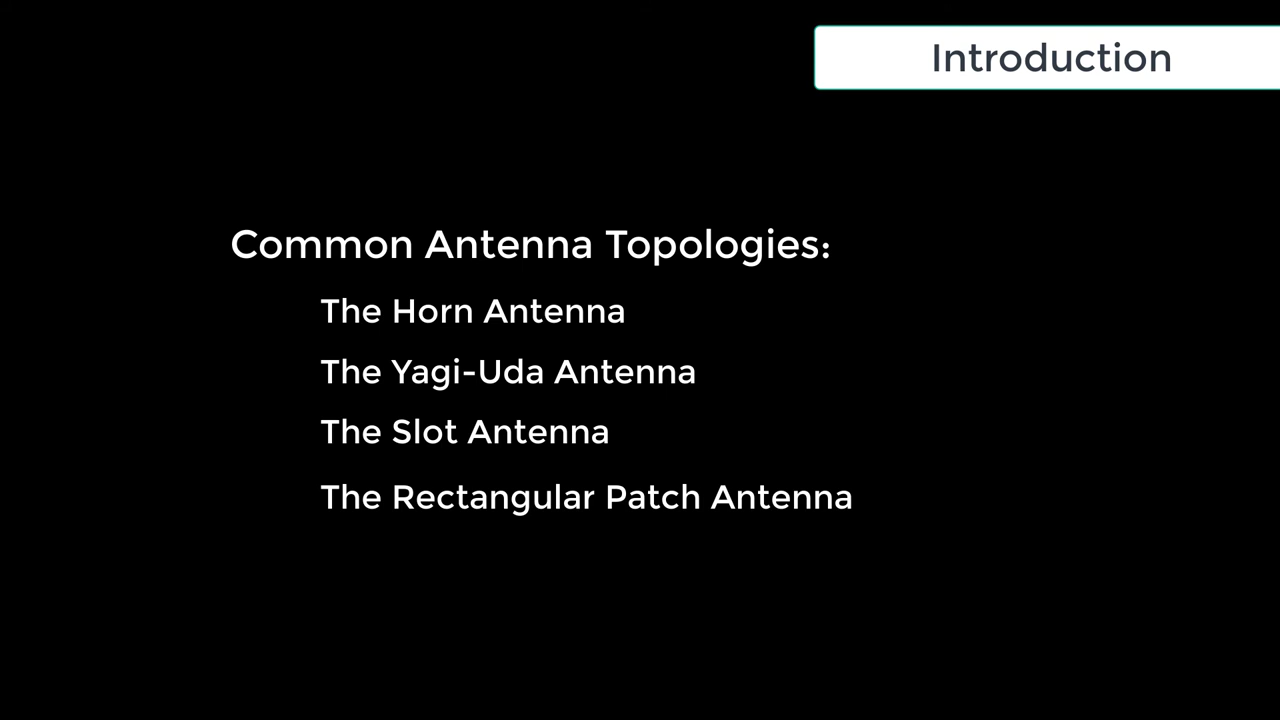 Introduction
Common Antenna Topologies:
The Horn Antenna
The Yagi-Uda Antenna
The Slot Antenna
The Rectangular Patch Antenna